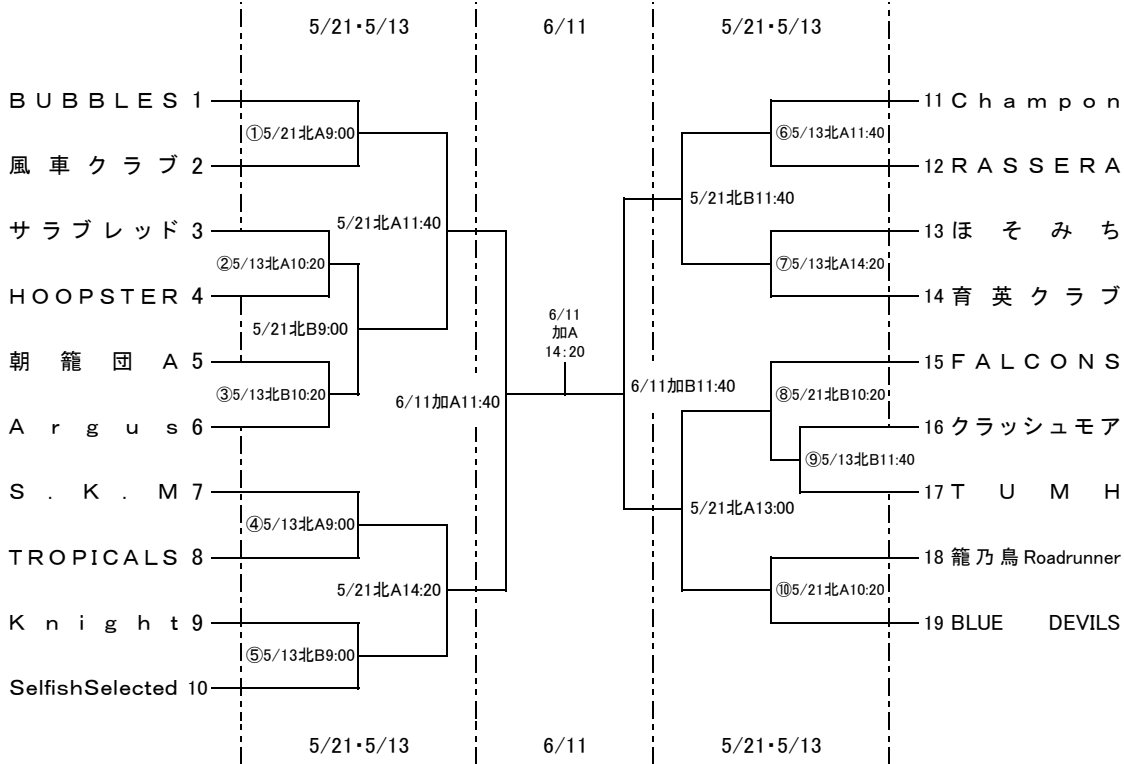 5/21・5/13
6/11
5/21・5/13
BUBBLES 1
①5/21北A9:00
風車クラブ 2
5/21北A11:40
サラブレッド 3
②5/13北A10:20
HOOPSTER 4
5/21北B9:00
朝籠団A 5
③5/13北B10:20
Argus 6
6/11加A11:40
S.K.M 7
④5/13北A9:00
TROPICALS 8
5/21北A14:20
Knight 9
⑤5/13北B9:00
SelfishSelected 10
6/11
加A
14:20
11 Champon
⑥5/13北A11:40
12 RASSERA
5/21北B11:40
13 ほそみち
⑦5/13北A14:20
14 育英クラブ
6/11加B11:40
15 FALCONS
⑧5/21北B10:20
16 クラッシュモア
⑨5/13北B11:40
17 TUMH
5/21北A13:00
18 籠乃鳥Roadrunner
⑩5/21北A10:20
19 BLUE DEVILS
5/21・5/13
6/11
5/21・5/13